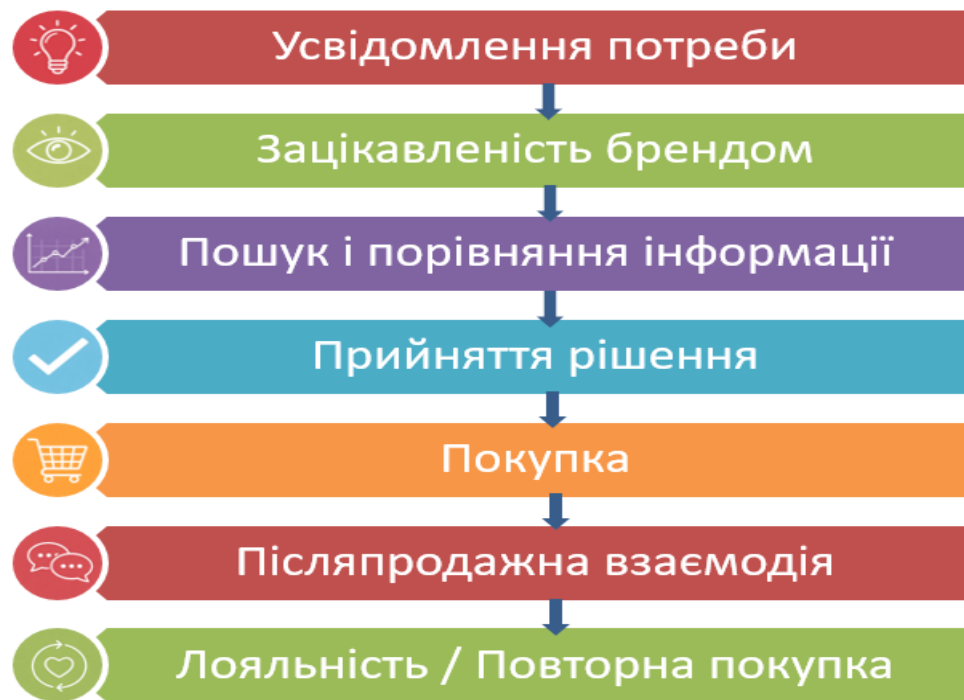 Усвідомлення потреби
Зацікавленість брендом
Пошук і порівняння інформації
Прийняття рішення
Покупка
Післяпродажна взаємодія
Лояльність / Повторна покупка